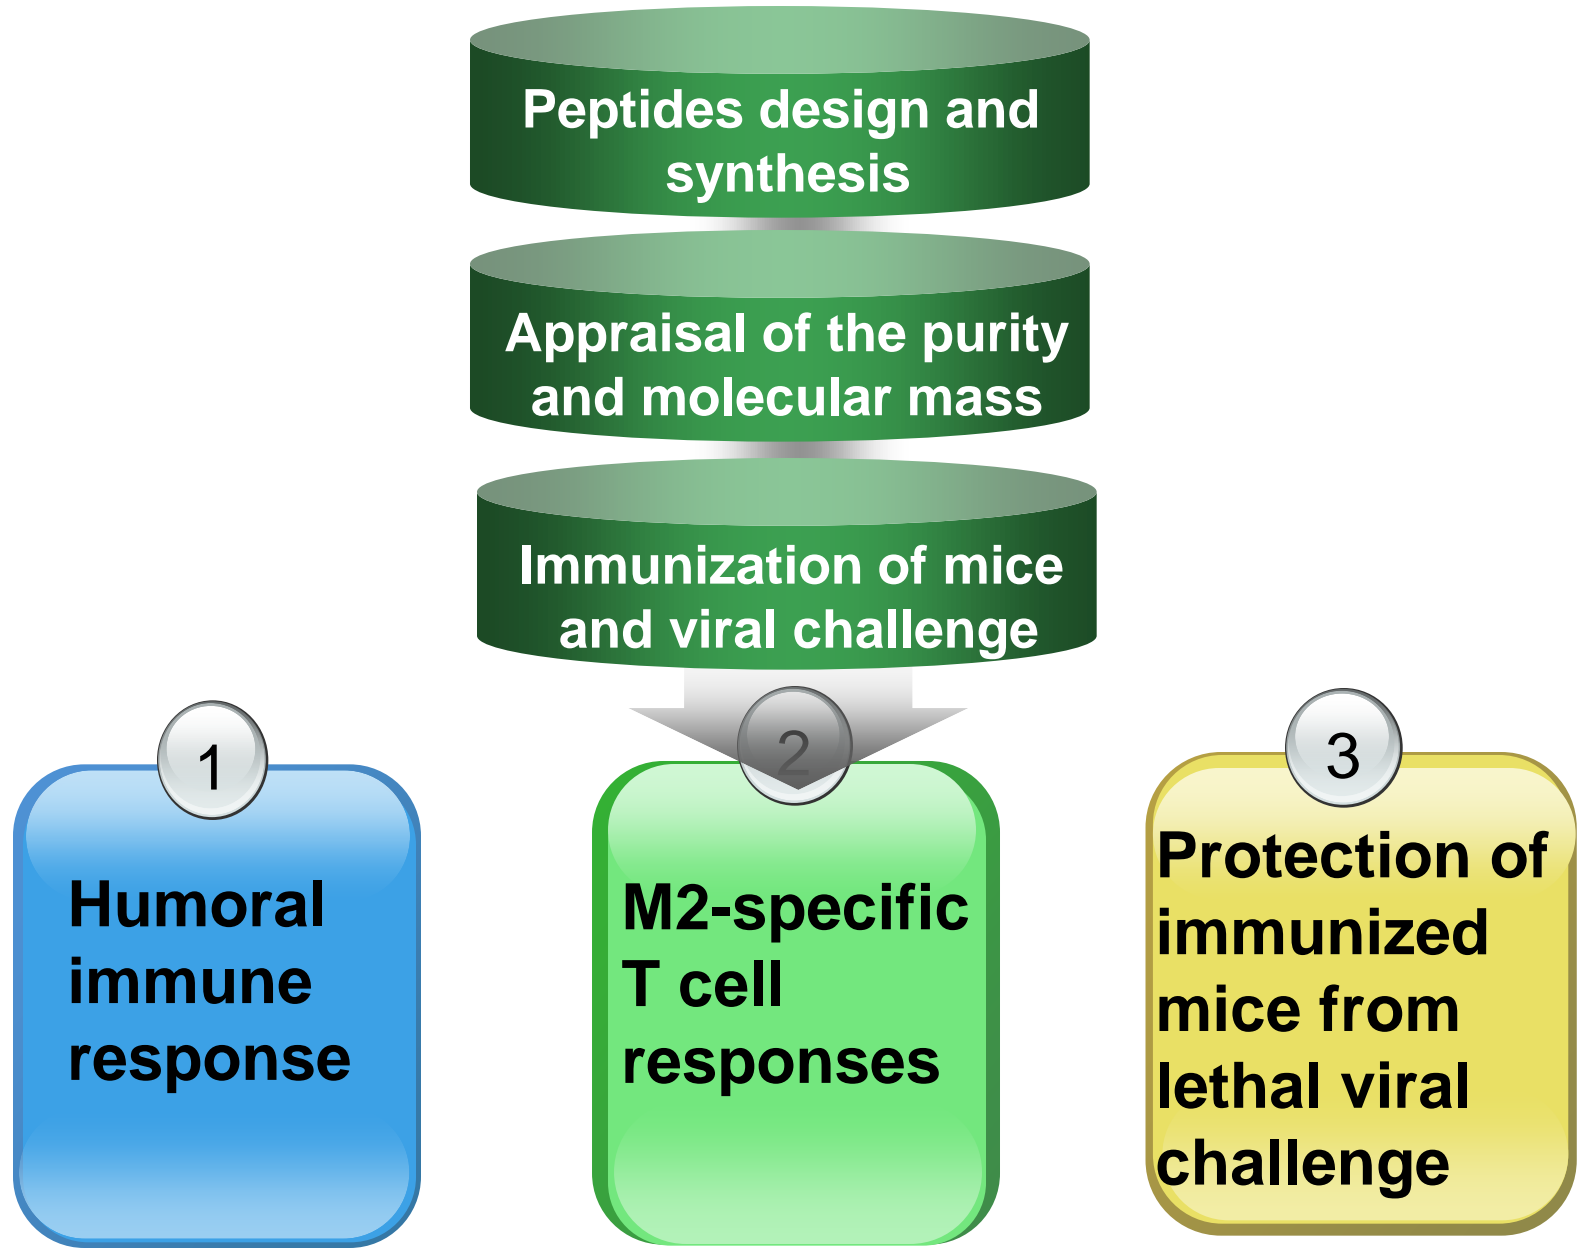 Peptides design and
synthesis
Appraisal of the purity
and molecular mass
Immunization of mice
and viral challenge
1
Humoral
immune
response
2
M2-specific
T cell
responses
3
Protection of
immunized
mice from
lethal viral
challenge